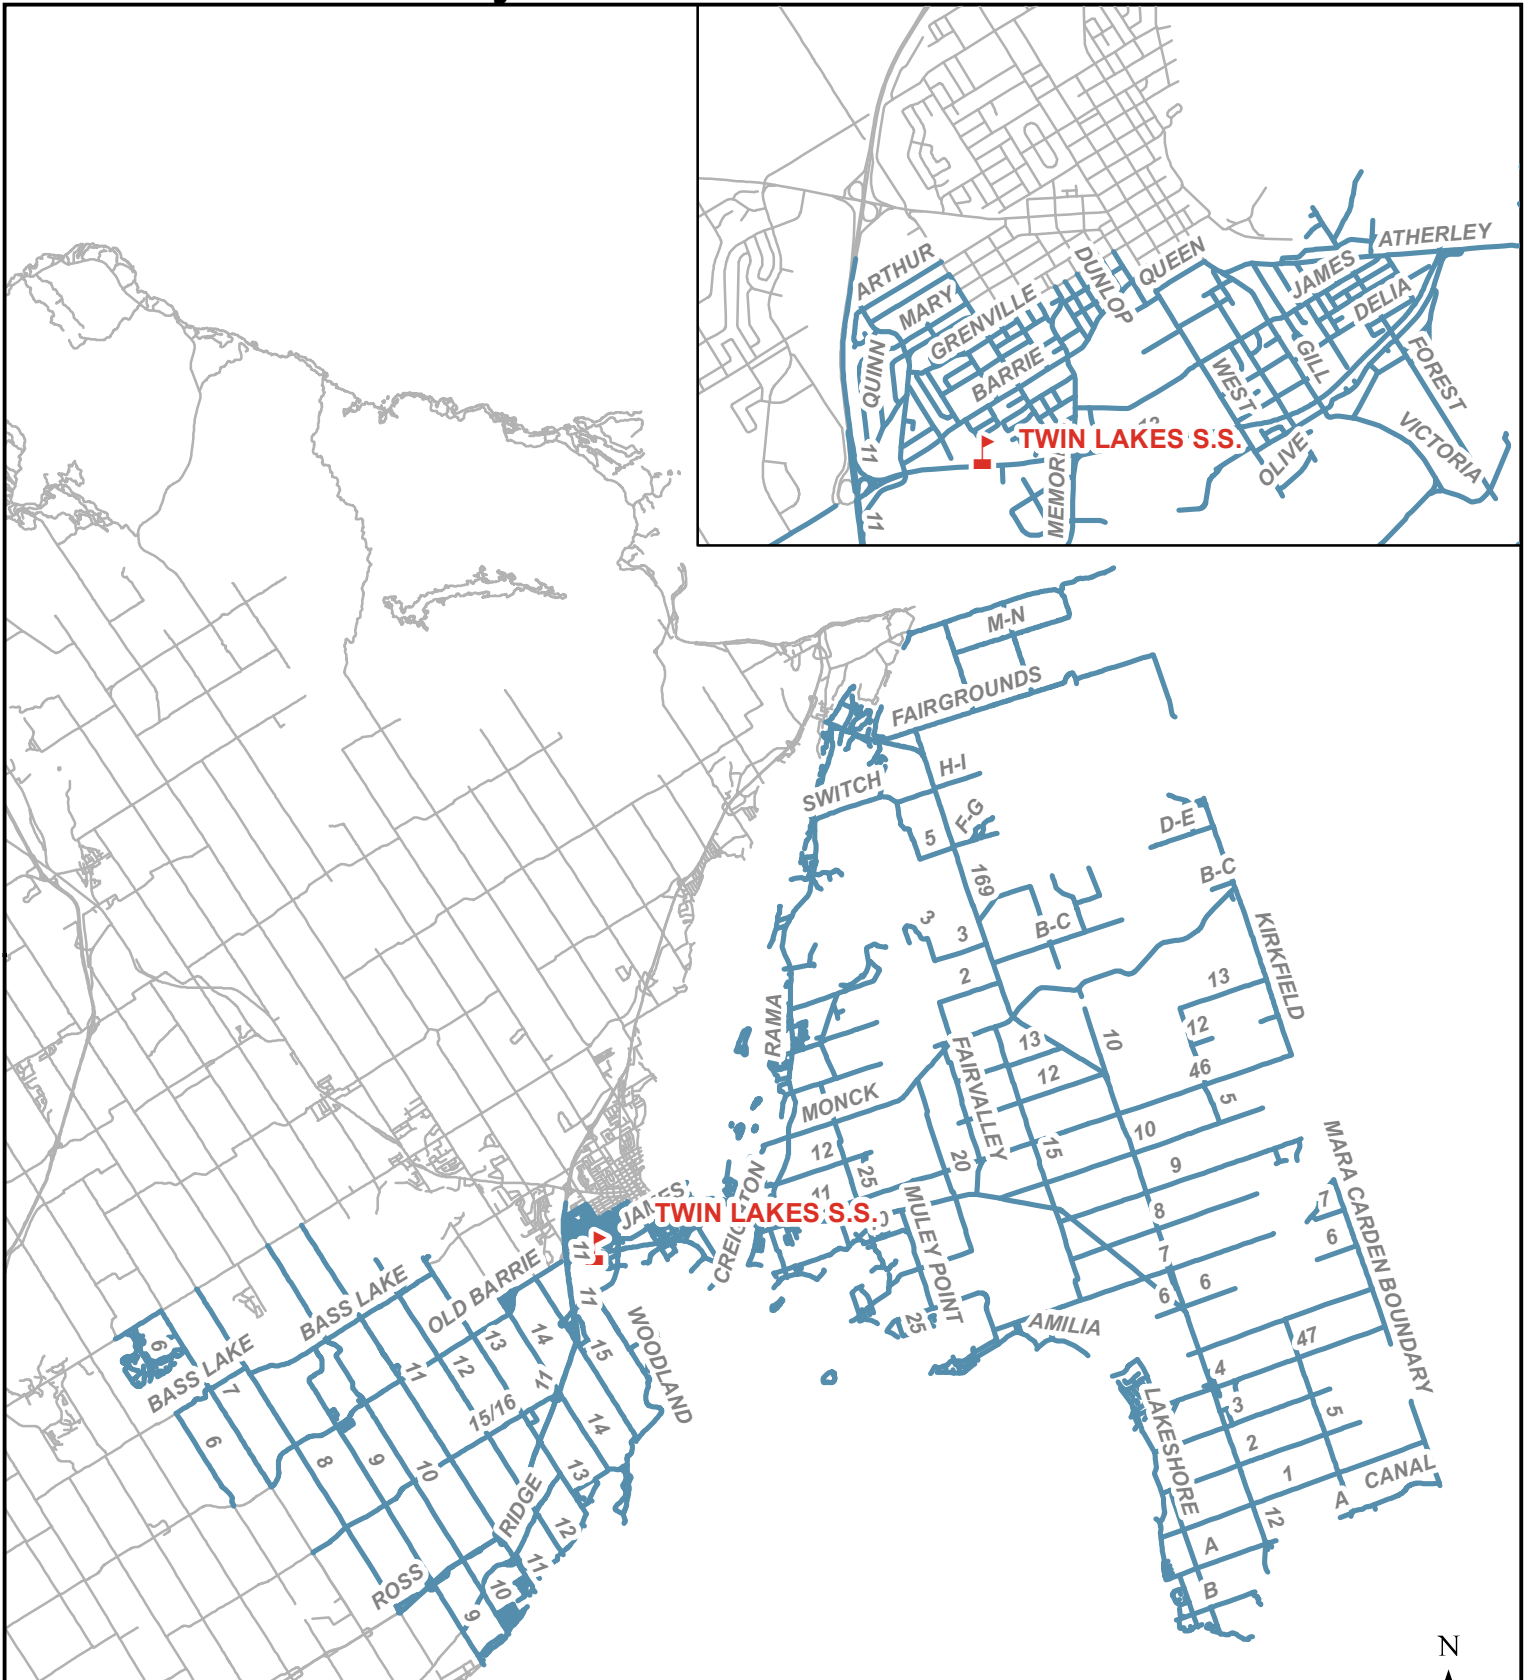 ATHERLEY
ARTHUR
DUNLOP
QUEEN
JAMES
MARY
GRENVILLE
DELIA
QUINN
BARRIE
GILL
FOREST
WEST
TWIN LAKES S.S.
VICTORIA
11
OLIVE
MEMOR
11
M-N
FAIRGROUNDS
H-I
SWITCH
F-G
5
D-E
169
B-C
3
3
B-C
KIRKFIELD
2
13
RAMA
12
13
10
FAIRVALLEY
46
12
MONCK
5
10
12
15
MARA CARDEN BOUNDARY
25
20
9
CREIGHTON
JAMES
11
MULEY POINT
7
TWIN LAKES S.S.
8
6
11
7
OLD BARRIE
6
11
6
BASS LAKE
25
AMILIA
WOODLAND
13
14
15
47
6
BASS LAKE
12
11
4
7
11
LAKESHORE
3
15/16
14
5
6
2
8
9
10
13
1
CANAL
RIDGE
A
12
12
A
11
ROSS
10
B
9
N